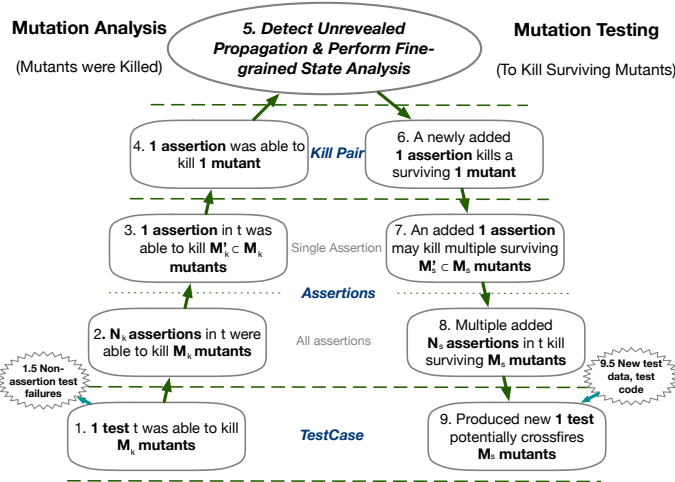 Mutation Analysis
(Mutants were Killed)
5. Detect Unrevealed
Propagation & Perform Fine-
grained State Analysis
Mutation Testing
(To Kill Surviving Mutants)
4. 1 assertion was able to
kill 1 mutant
Kill Pair
6. A newly added
1 assertion kills a
surviving 1 mutant
3. 1 assertion in t was
able to kill M'k ⊂ Mk
mutants
Single Assertion
7. An added 1 assertion
may kill multiple surviving
M's ⊂ Ms mutants
Assertions
2. Nk assertions in t were
able to kill Mk mutants
All assertions
8. Multiple added
Ns assertions in t kill
surviving Ms mutants
1.5 Non-
assertion test
failures
9.5 New test
data, test
code
1. 1 test t was able to kill
Mk mutants
TestCase
9. Produced new 1 test
potentially crossfires
Ms mutants